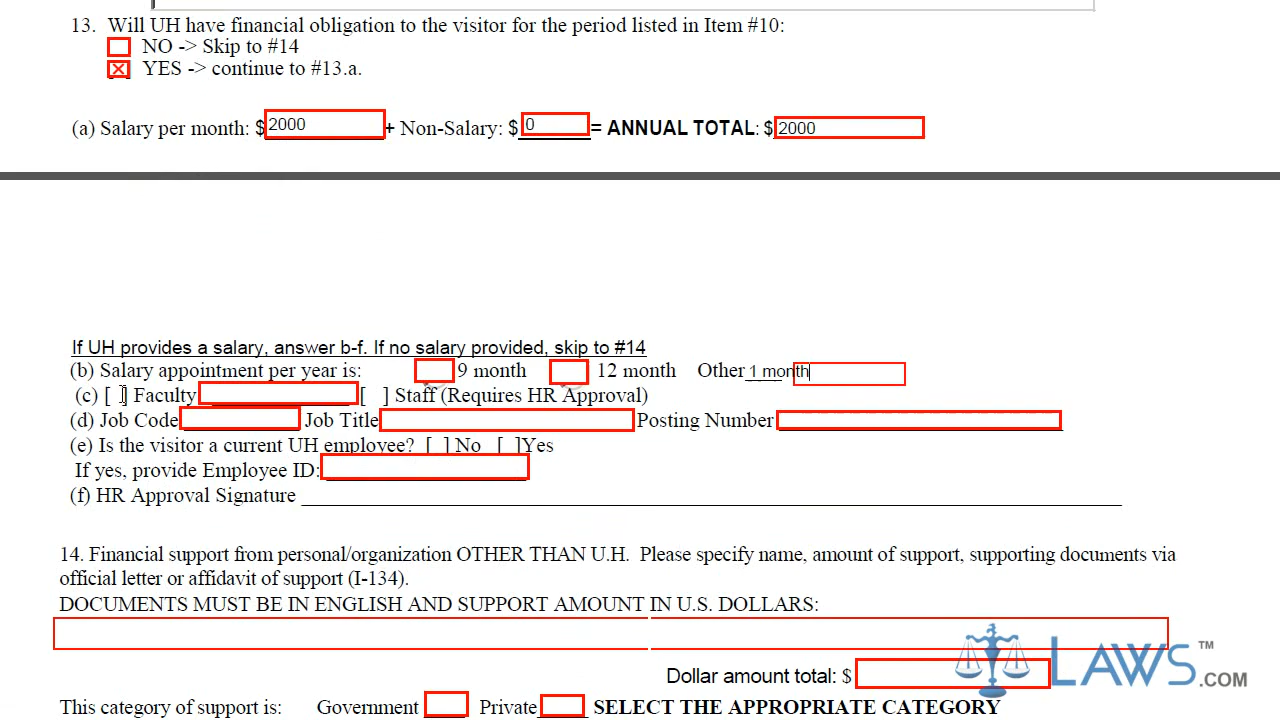 13. Will UH have financial obligation to the visitor for the period listed in Item #10:
NO -> Skip to #14
YES -> continue to #13.a.
(a) Salary per month: $ 2000 + Non-Salary: $ 0 = ANNUAL TOTAL: $ 2000
If UH provides a salary, answer b-f. If no salary provided, skip to #14
(b) Salary appointment per year is: 9 month 12 month Other 1 month
(c) [ ] Faculty [ ] Staff (Requires HR Approval)
(d) Job Code Job Title Posting Number
(e) Is the visitor a current UH employee? [ ] No [ ]Yes
If yes, provide Employee ID:
(f) HR Approval Signature
14. Financial support from personal/organization OTHER THAN U.H. Please specify name, amount of support, supporting documents via
official letter or affidavit of support (I-134).
DOCUMENTS MUST BE IN ENGLISH AND SUPPORT AMOUNT IN U.S. DOLLARS:
Dollar amount total: $
This category of support is: Government Private SELECT THE APPROPRIATE CATEGORY
LAWS™.COM